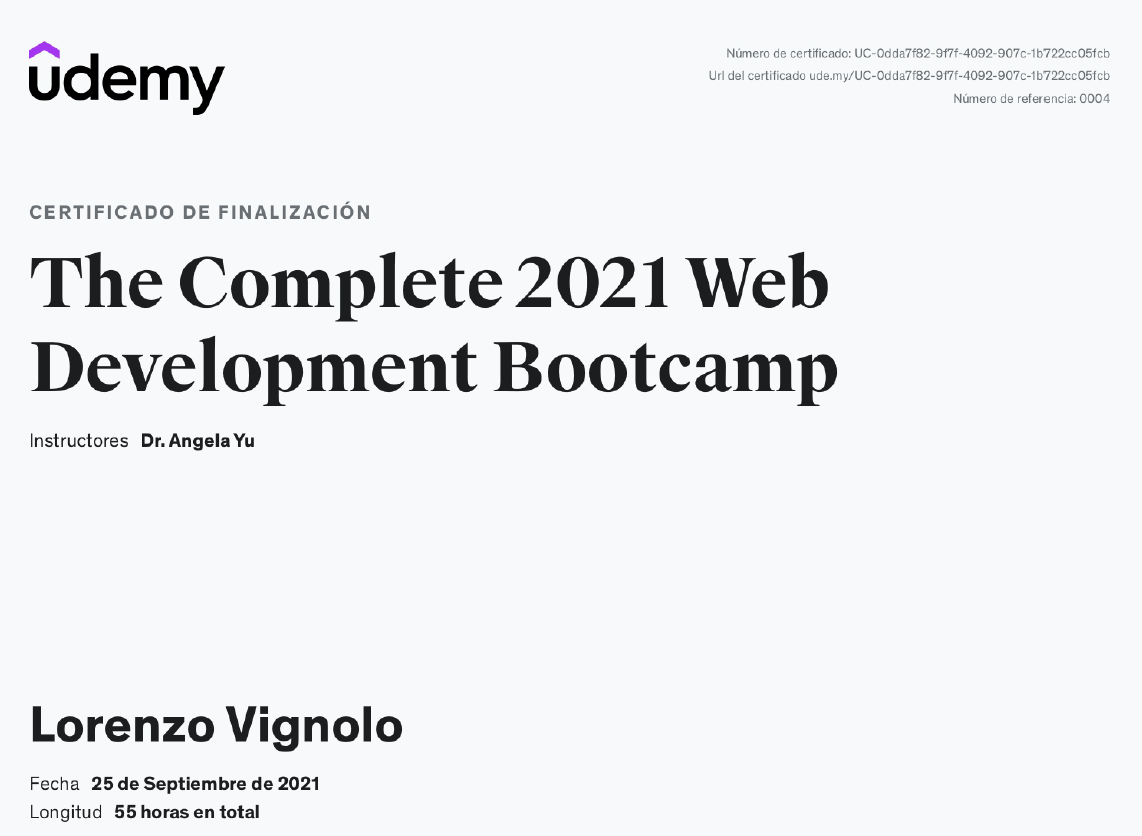 udemy
Número de certificado: UC-0dda7f82-9f7f-4092-907c-1b722cc05fcb
Url del certificado ude.my/UC-0dda7f82-9f7f-4092-907c-1b722cc05fcb
Número de referencia: 0004
CERTIFICADO DE FINALIZACIÓN
The Complete 2021 Web
Development Bootcamp
Instructores Dr. Angela Yu
Lorenzo Vignolo
Fecha 25 de Septiembre de 2021
Longitud 55 horas en total